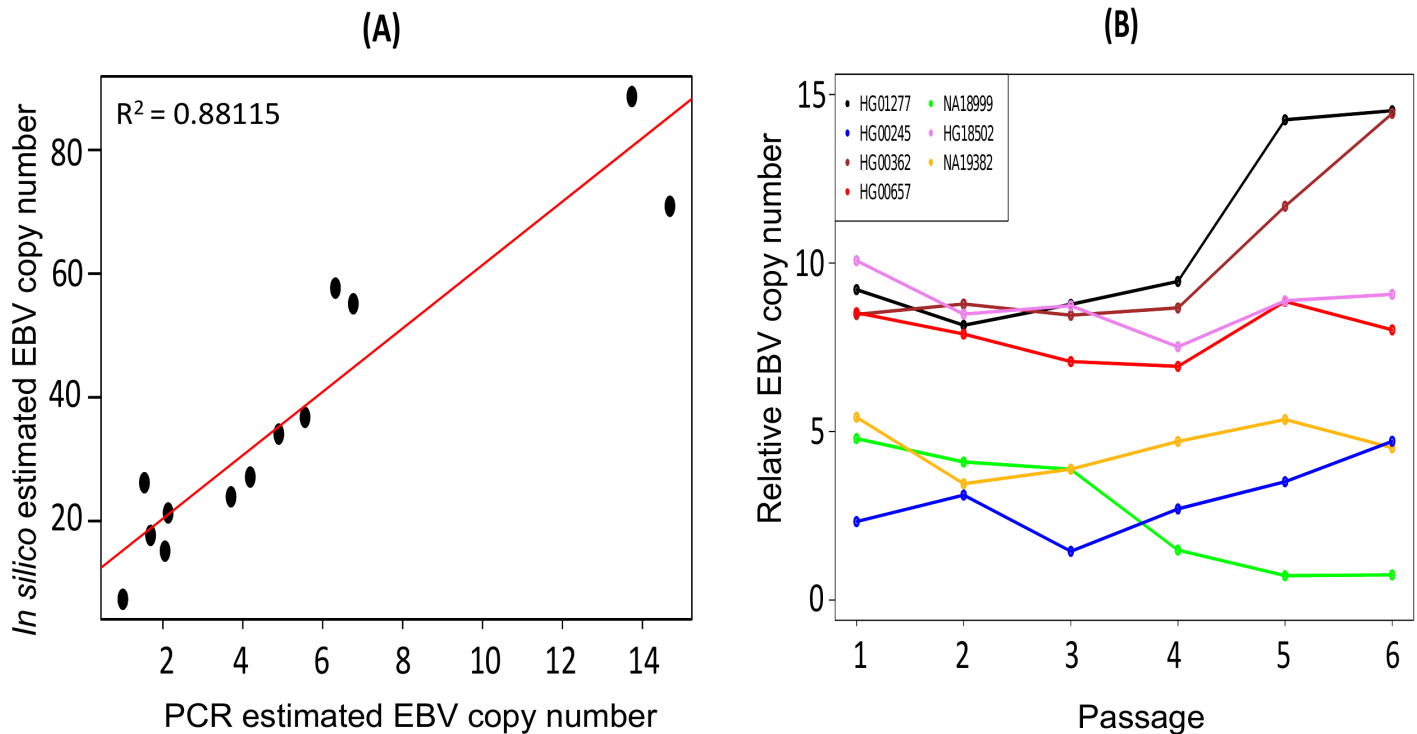 (A)
R² = 0.88115
In silico estimated EBV copy number
80
60
40
20
2 4 6 8 10 12 14
PCR estimated EBV copy number
(B)
HG01277 NA18999
HG00245 HG18502
HG00362 NA19382
HG00657
Relative EBV copy number
15
10
5
0
1 2 3 4 5 6
Passage